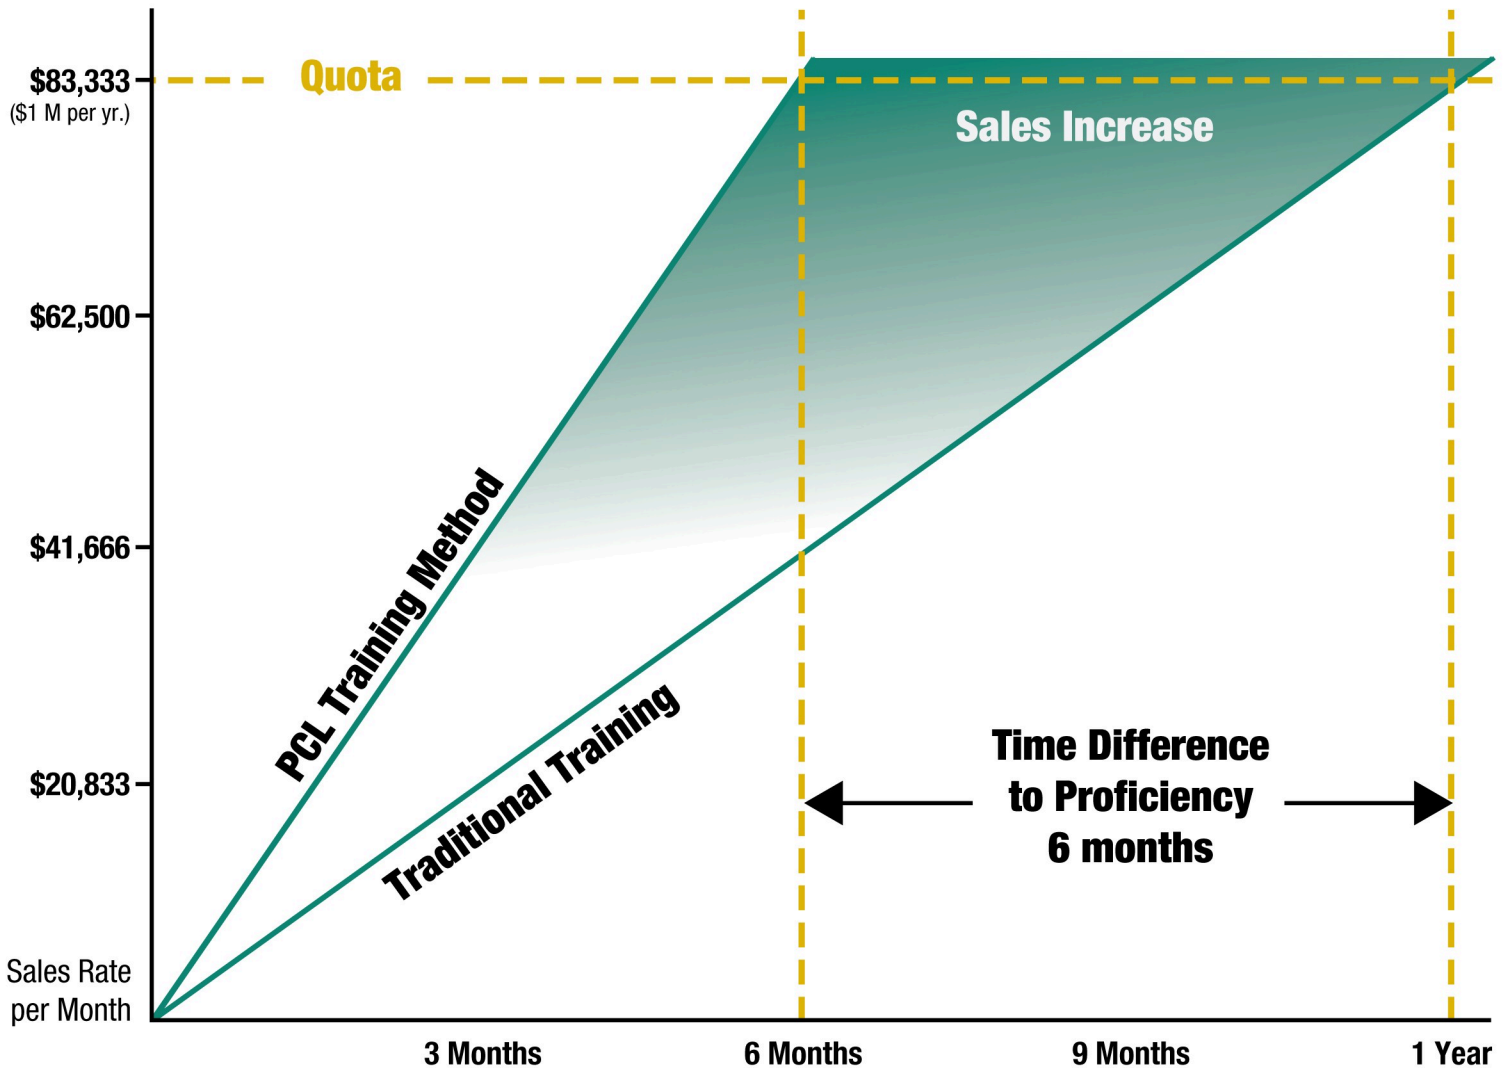 $83,333
($1 M per yr.)
Quota
Sales Increase
$62,500
$41,666
$20,833
PCL Training Method
Traditional Training
Time Difference
to Proficiency
6 months
Sales Rate
per Month
3 Months
6 Months
9 Months
1 Year